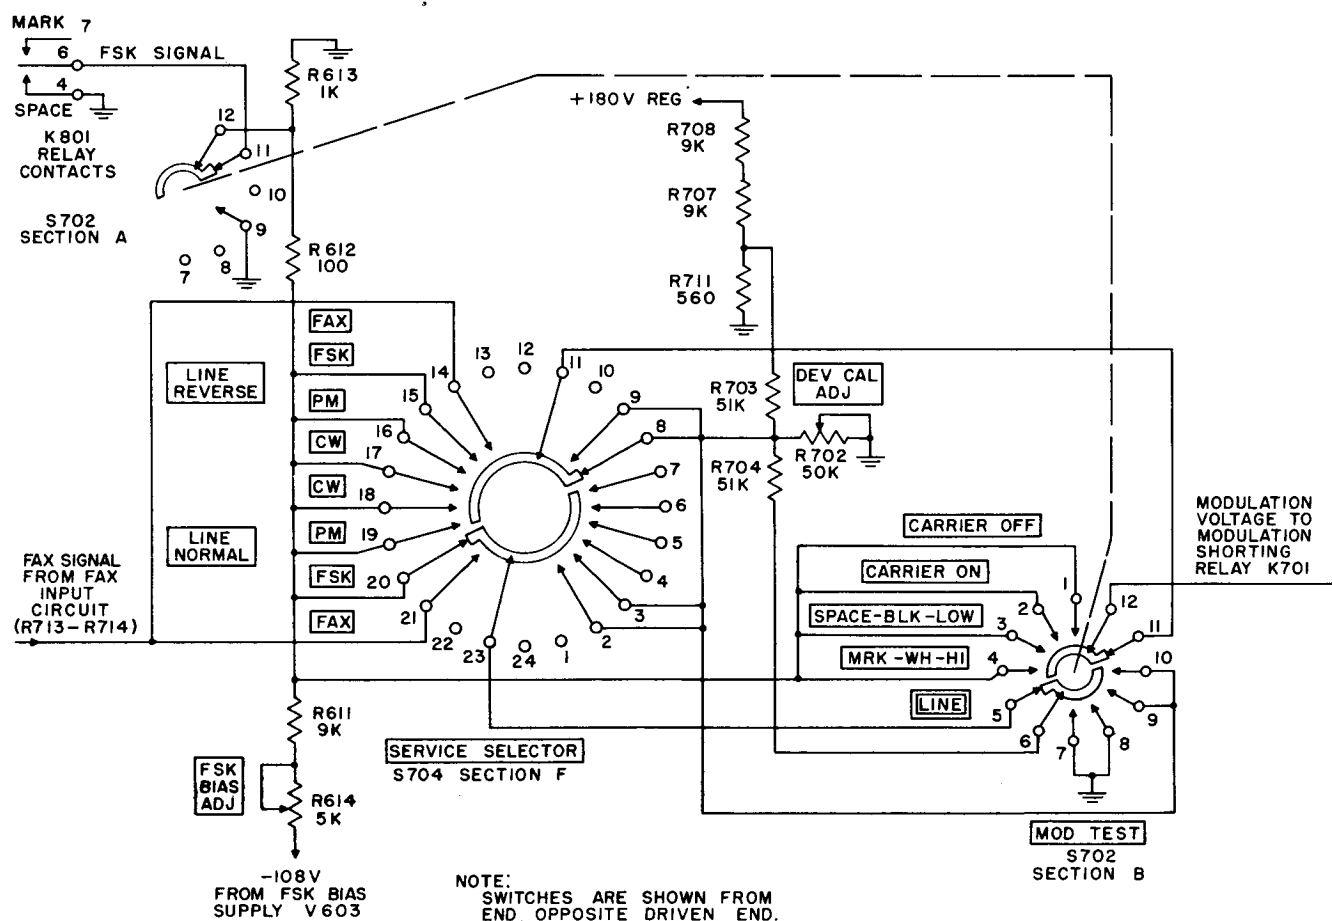 MARK 7
6 FSK SIGNAL
4
SPACE
K801
RELAY
CONTACTS
12
11
10
9
8
7
S702
SECTION A
R613
1K
R612
100
+180V REG
R708
9K
R707
9K
R711
560
FAX
FSK
PM
CW
CW
PM
FSK
FAX
LINE
REVERSE
LINE
NORMAL
FAX SIGNAL
FROM FAX
INPUT
CIRCUIT
(R713-R714)
14
13
12
11
10
9
8
7
6
5
4
3
2
1
24
23
22
21
20
19
18
17
16
15
R703
51K
DEV CAL
ADJ
R704
51K
R702
50K
MODULATION
VOLTAGE TO
MODULATION
SHORTING
RELAY K701
CARRIER OFF
CARRIER ON
SPACE-BLK-LOW
MRK-WH-HI
LINE
1
2
3
4
5
6
7
8
9
10
11
12
R611
9K
FSK
BIAS
ADJ
R614
5K
SERVICE SELECTOR
S704 SECTION F
MOD TEST
S702
SECTION B
-108V
FROM FSK BIAS
SUPPLY V603
NOTE:
SWITCHES ARE SHOWN FROM
END OPPOSITE DRIVEN END.